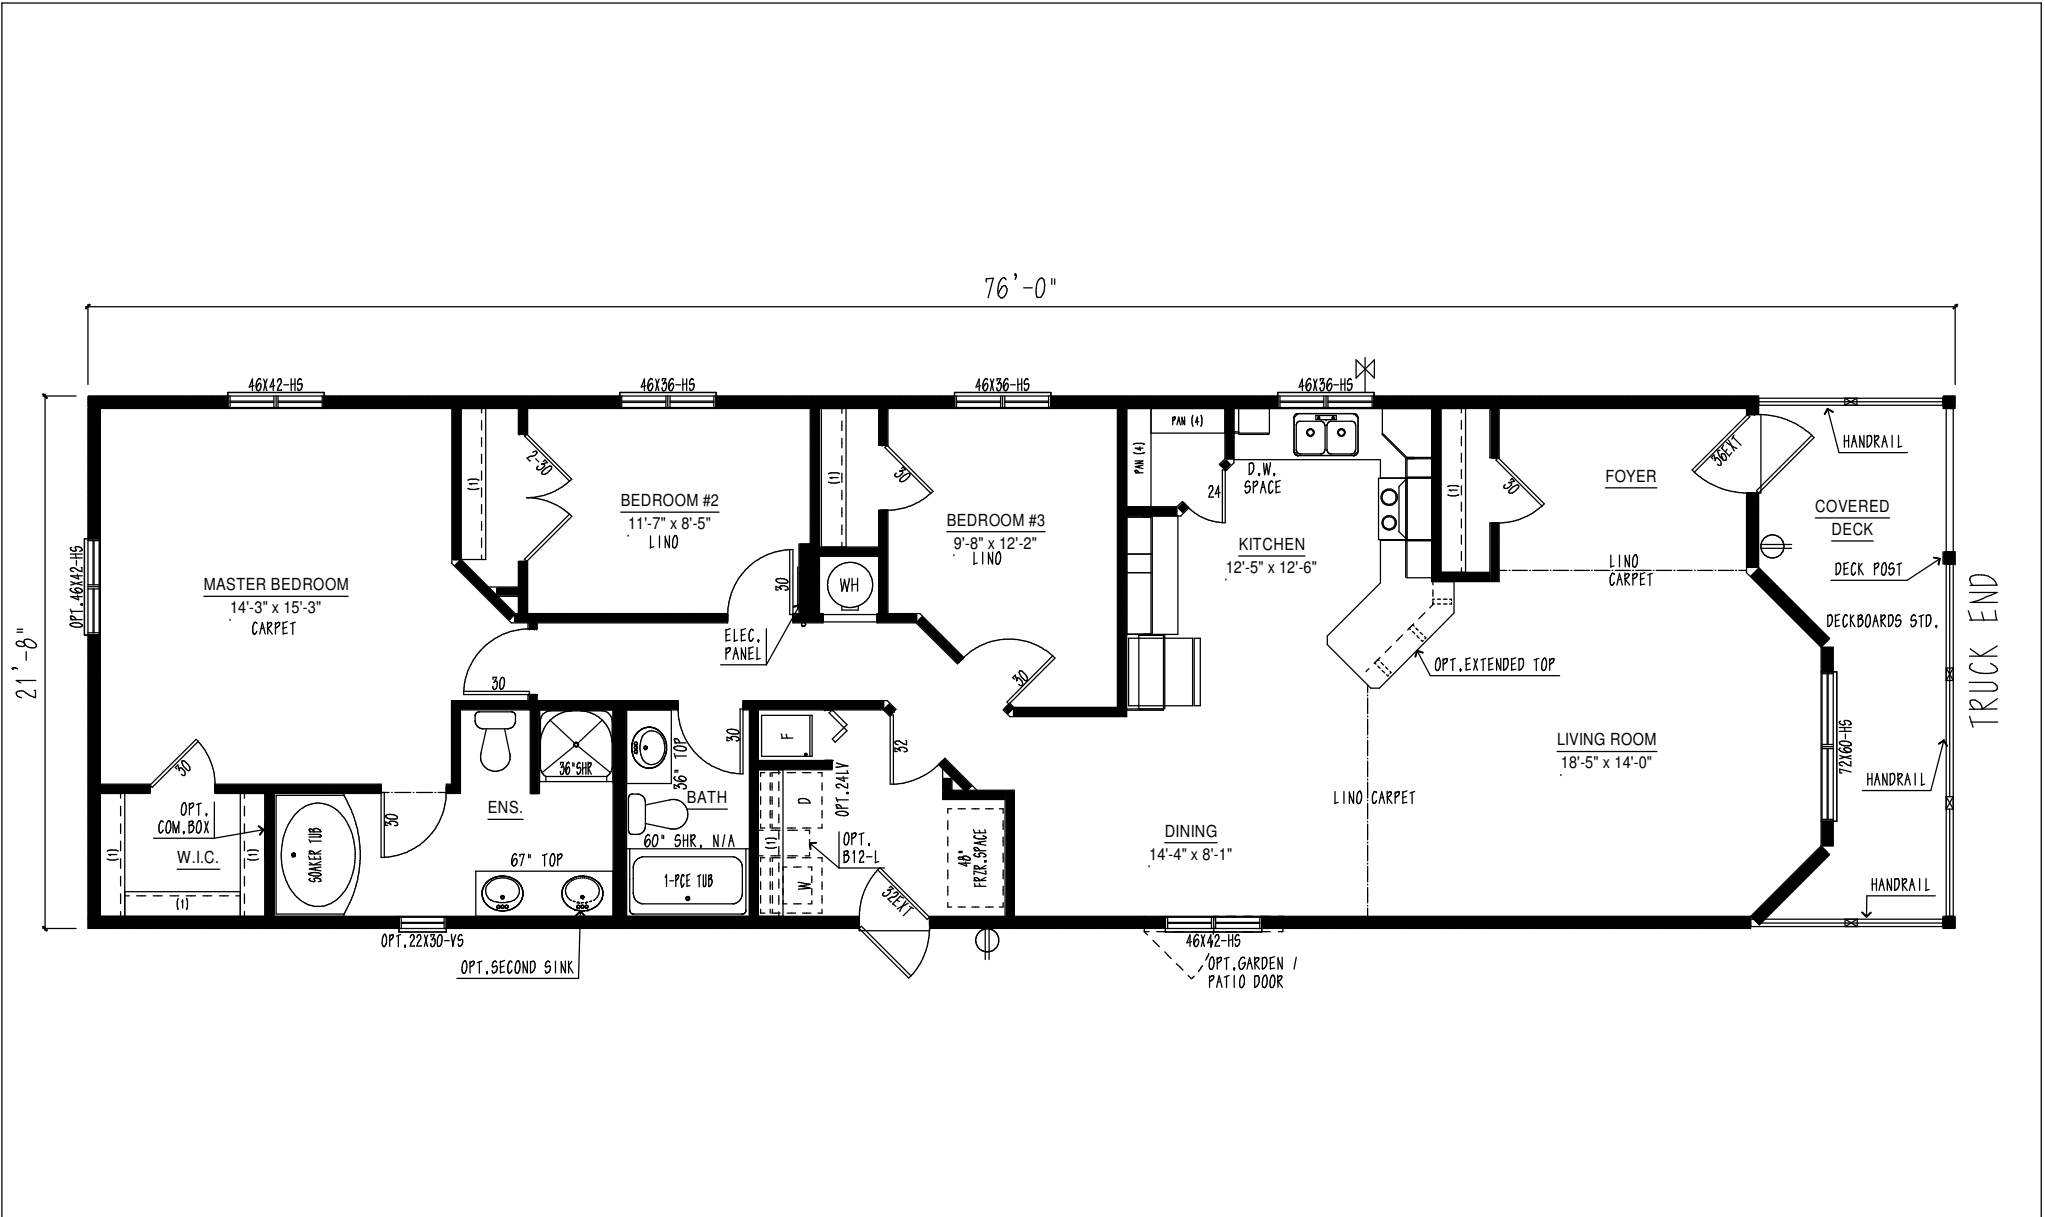 76'-0"
46X42-HS
46X36-HS
46X36-HS
46X36-HS
21'-8"
OPT.46X42-HS
MASTER BEDROOM
14'-3" x 15'-3"
CARPET
(1)
2-30
BEDROOM #2
11'-7" x 8'-5"
LINO
30
ELEC.
PANEL
(1)
30
WH
BEDROOM #3
9'-8" x 12'-2"
LINO
30
PAN (4)
PAN (4)
24
D.W.
SPACE
KITCHEN
12'-5" x 12'-6"
OPT.EXTENDED TOP
(1)
30
FOYER
36EXT
LINO
CARPET
HANDRAIL
COVERED
DECK
DECK POST
DECKBOARDS STD.
TRUCK END
30
30
OPT.
COM.BOX
W.I.C.
(1)
(1)
(1)
SOAKER TUB
30
ENS.
36"SHR
67" TOP
OPT.22X30-VS
OPT.SECOND SINK
36" TOP
30
BATH
60" SHR. N/A
1-PCE TUB
F
OPT.24LV
D
(1)
W
OPT.
B12-L
32
48"
FRZR.SPACE
32EXT
DINING
14'-4" x 8'-1"
46X42-HS
OPT.GARDEN /
PATIO DOOR
LINO CARPET
LIVING ROOM
18'-5" x 14'-0"
72X60-HS
HANDRAIL
HANDRAIL